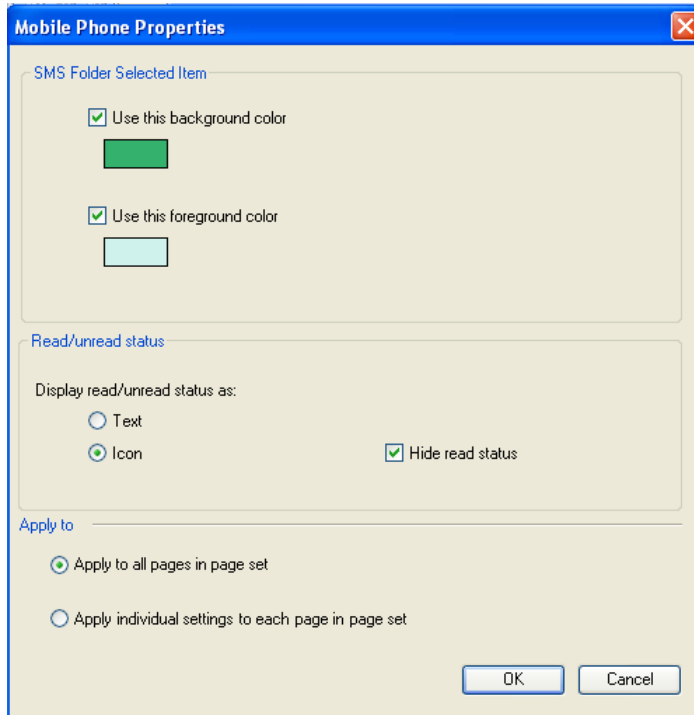 Mobile Phone Properties
SMS Folder Selected Item
Use this background color
Use this foreground color
Read/unread status
Display read/unread status as:
Text
Icon
Hide read status
Apply to
Apply to all pages in page set
Apply individual settings to each page in page set
OK
Cancel